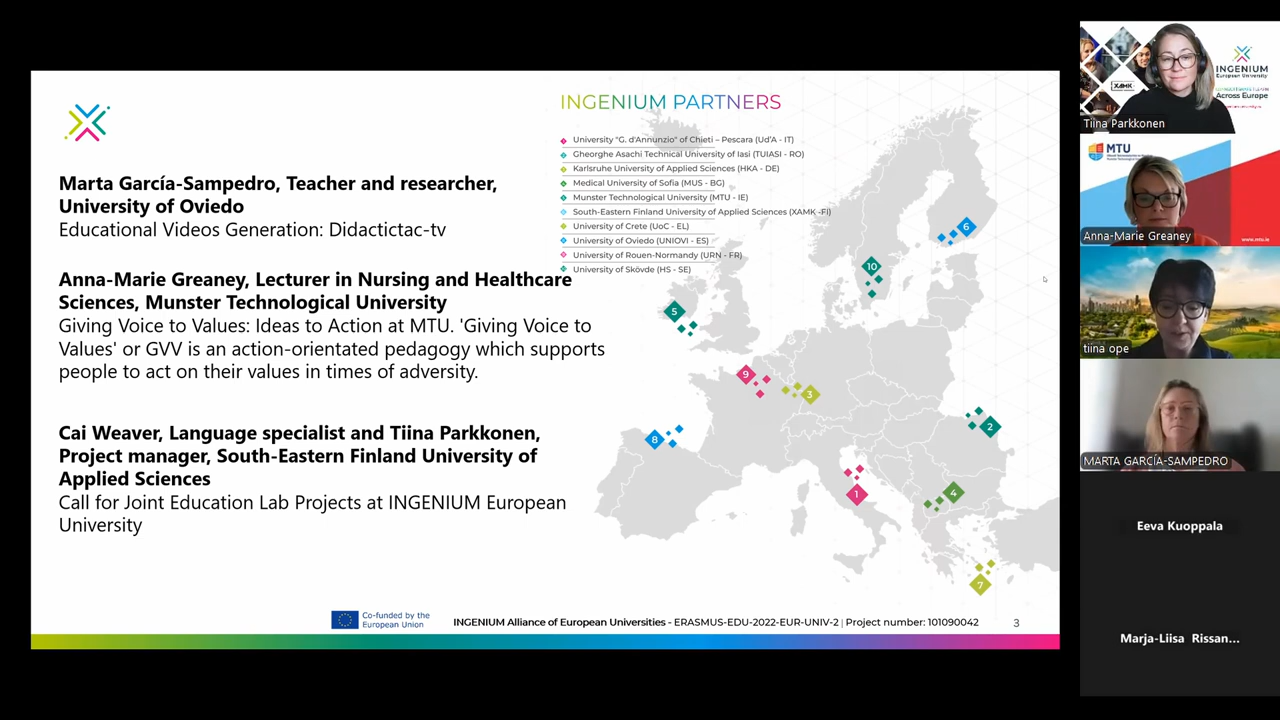 INGENIUM PARTNERS
University "G. d'Annunzio" of Chieti – Pescara (Ud'A - IT)
Gheorghe Asachi Technical University of Iasi (TUIASI - RO)
Karlsruhe University of Applied Sciences (HKA - DE)
Medical University of Sofia (MUS - BG)
Munster Technological University (MTU - IE)
South-Eastern Finland University of Applied Sciences (XAMK -FI)
University of Crete (UoC - EL)
University of Oviedo (UNIOVI - ES)
University of Rouen-Normandy (URN - FR)
University of Skövde (HS - SE)
Marta García-Sampedro, Teacher and researcher,
University of Oviedo
Educational Videos Generation: Didactictac-tv
Anna-Marie Greaney, Lecturer in Nursing and Healthcare
Sciences, Munster Technological University
Giving Voice to Values: Ideas to Action at MTU. 'Giving Voice to
Values' or GVV is an action-orientated pedagogy which supports
people to act on their values in times of adversity.
Cai Weaver, Language specialist and Tiina Parkkonen,
Project manager, South-Eastern Finland University of
Applied Sciences
Call for Joint Education Lab Projects at INGENIUM European
University
6
10
5
9
3
2
8
1
4
7
Co-funded by the
European Union
INGENIUM Alliance of European Universities - ERASMUS-EDU-2022-EUR-UNIV-2 | Project number: 101090042
3
XAMK
INGENIUM
European University
Across Europe
Tiina Parkkonen
MTU
www.mtu.ie
Anna-Marie Greaney
tiina ope
MARTA GARCÍA-SAMPEDRO
Eeva Kuoppala
Marja-Liisa Rissan...